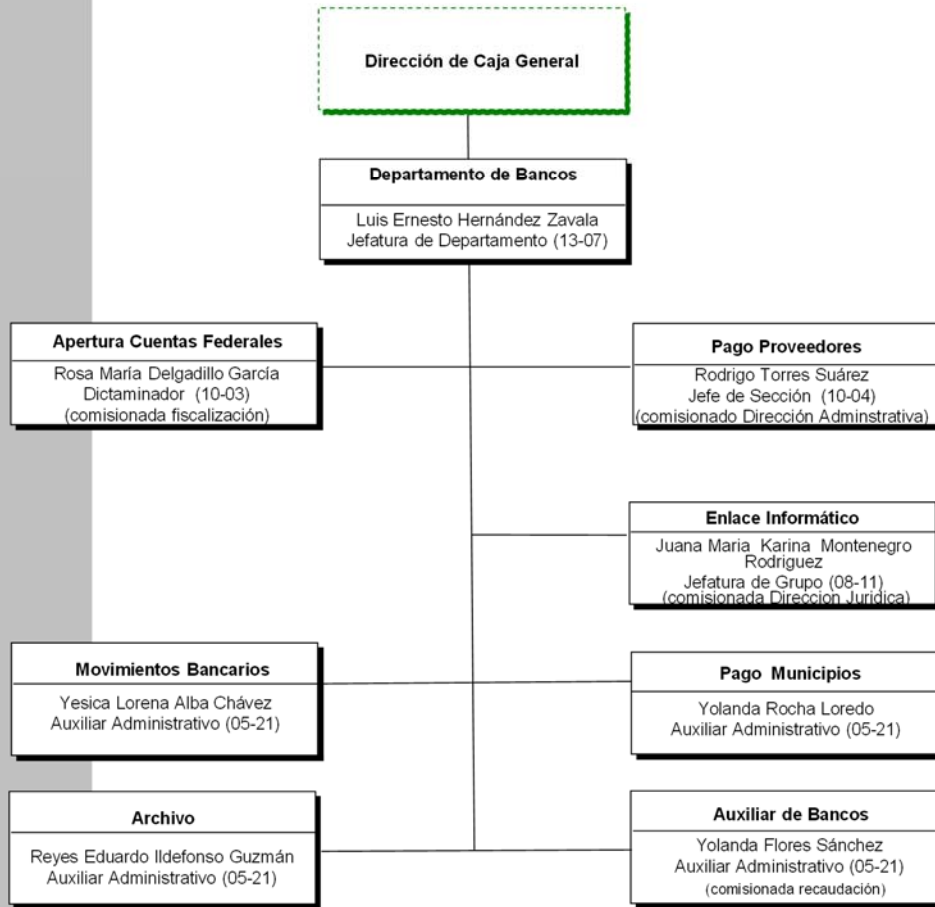 Dirección de Caja General
Departamento de Bancos
Luis Ernesto Hernández Zavala
Jefatura de Departamento (13-07)
Apertura Cuentas Federales
Rosa María Delgadillo García
Dictaminador (10-03)
(comisionada fiscalización)
Pago Proveedores
Rodrigo Torres Suárez
Jefe de Sección (10-04)
(comisionado Dirección Adminstrativa)
Enlace Informático
Juana Maria Karina Montenegro
Rodriguez
Jefatura de Grupo (08-11)
(comisionada Direccion Juridica)
Movimientos Bancarios
Yesica Lorena Alba Chávez
Auxiliar Administrativo (05-21)
Pago Municipios
Yolanda Rocha Loredo
Auxiliar Administrativo (05-21)
Archivo
Reyes Eduardo Ildefonso Guzmán
Auxiliar Administrativo (05-21)
Auxiliar de Bancos
Yolanda Flores Sánchez
Auxiliar Administrativo (05-21)
(comisionada recaudación)